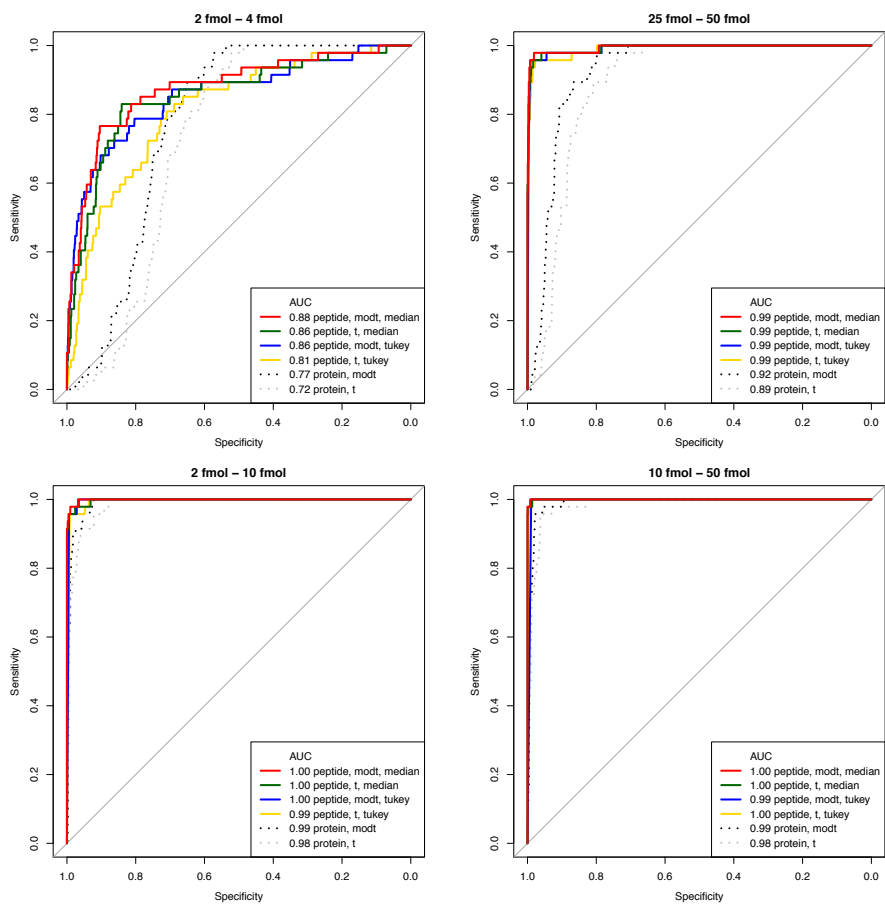 2 fmol − 4 fmol
Sensitivity
1.0
0.8
0.6
0.4
0.2
0.0
AUC
0.88 peptide, modt, median
0.86 peptide, t, median
0.86 peptide, modt, tukey
0.81 peptide, t, tukey
0.77 protein, modt
0.72 protein, t
1.0 0.8 0.6 0.4 0.2 0.0
Specificity
25 fmol − 50 fmol
Sensitivity
1.0
0.8
0.6
0.4
0.2
0.0
AUC
0.99 peptide, modt, median
0.99 peptide, t, median
0.99 peptide, modt, tukey
0.99 peptide, t, tukey
0.92 protein, modt
0.89 protein, t
1.0 0.8 0.6 0.4 0.2 0.0
Specificity
2 fmol − 10 fmol
Sensitivity
1.0
0.8
0.6
0.4
0.2
0.0
AUC
1.00 peptide, modt, median
1.00 peptide, t, median
1.00 peptide, modt, tukey
0.99 peptide, t, tukey
0.99 protein, modt
0.98 protein, t
1.0 0.8 0.6 0.4 0.2 0.0
Specificity
10 fmol − 50 fmol
Sensitivity
1.0
0.8
0.6
0.4
0.2
0.0
AUC
1.00 peptide, modt, median
1.00 peptide, t, median
0.99 peptide, modt, tukey
1.00 peptide, t, tukey
0.99 protein, modt
0.98 protein, t
1.0 0.8 0.6 0.4 0.2 0.0
Specificity